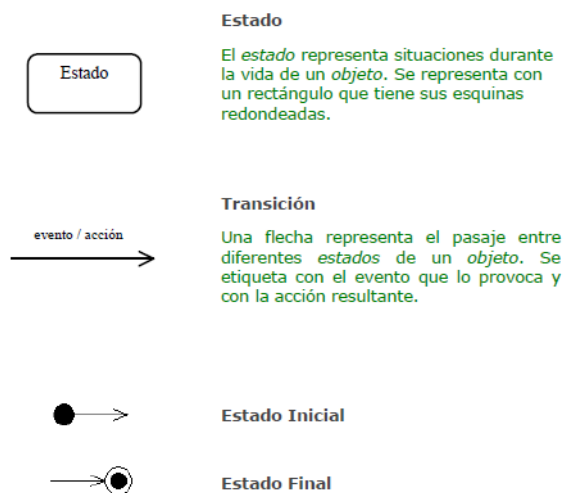 Estado
Estado
El estado representa situaciones durante
la vida de un objeto. Se representa con
un rectángulo que tiene sus esquinas
redondeadas.
Transición
evento / acción
Una flecha representa el pasaje entre
diferentes estados de un objeto. Se
etiqueta con el evento que lo provoca y
con la acción resultante.
Estado Inicial
Estado Final